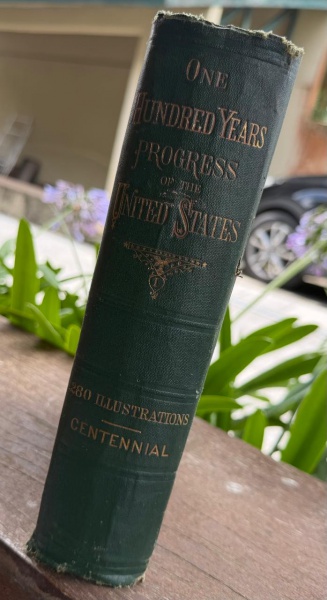 ONE
HUNDRED YEARS
PROGRESS
OF THE
UNITED STATES
280 ILLUSTRATIONS
CENTENNIAL